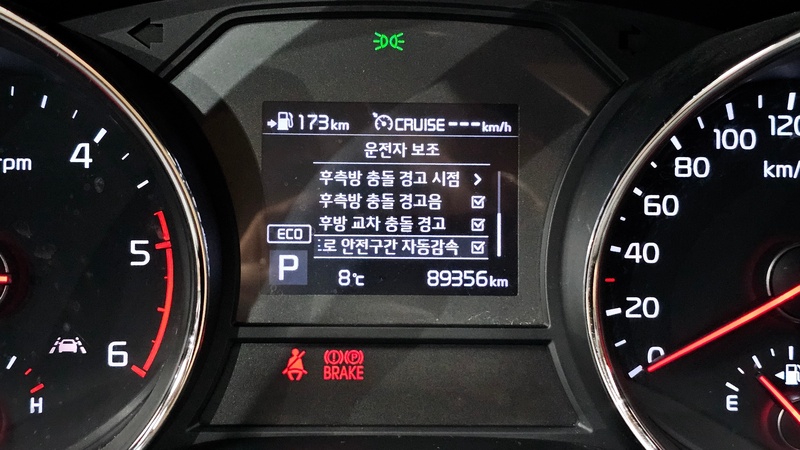 173km
CRUISE ---km/h
운전자 보조
후측방 충돌 경고 시점
후측방 충돌 경고음
후방 교차 충돌 경고
로 안전구간 자동감속
ECO
P
8℃
89356km
rpm
4
5
6
H
BRAKE
120
100
80
60
40
20
0
km/
E